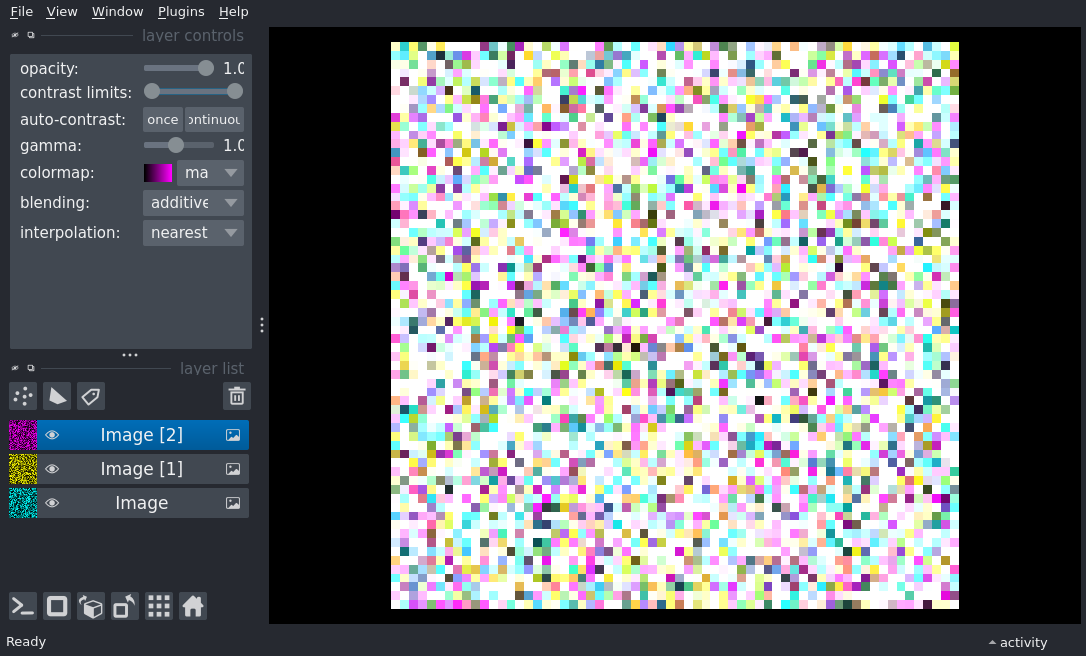 File View Window Plugins Help
layer controls
opacity: 1.0
contrast limits:
auto-contrast: once ontinuou
gamma: 1.0
colormap: ma
blending: additive
interpolation: nearest
layer list
Image [2]
Image [1]
Image
Ready activity